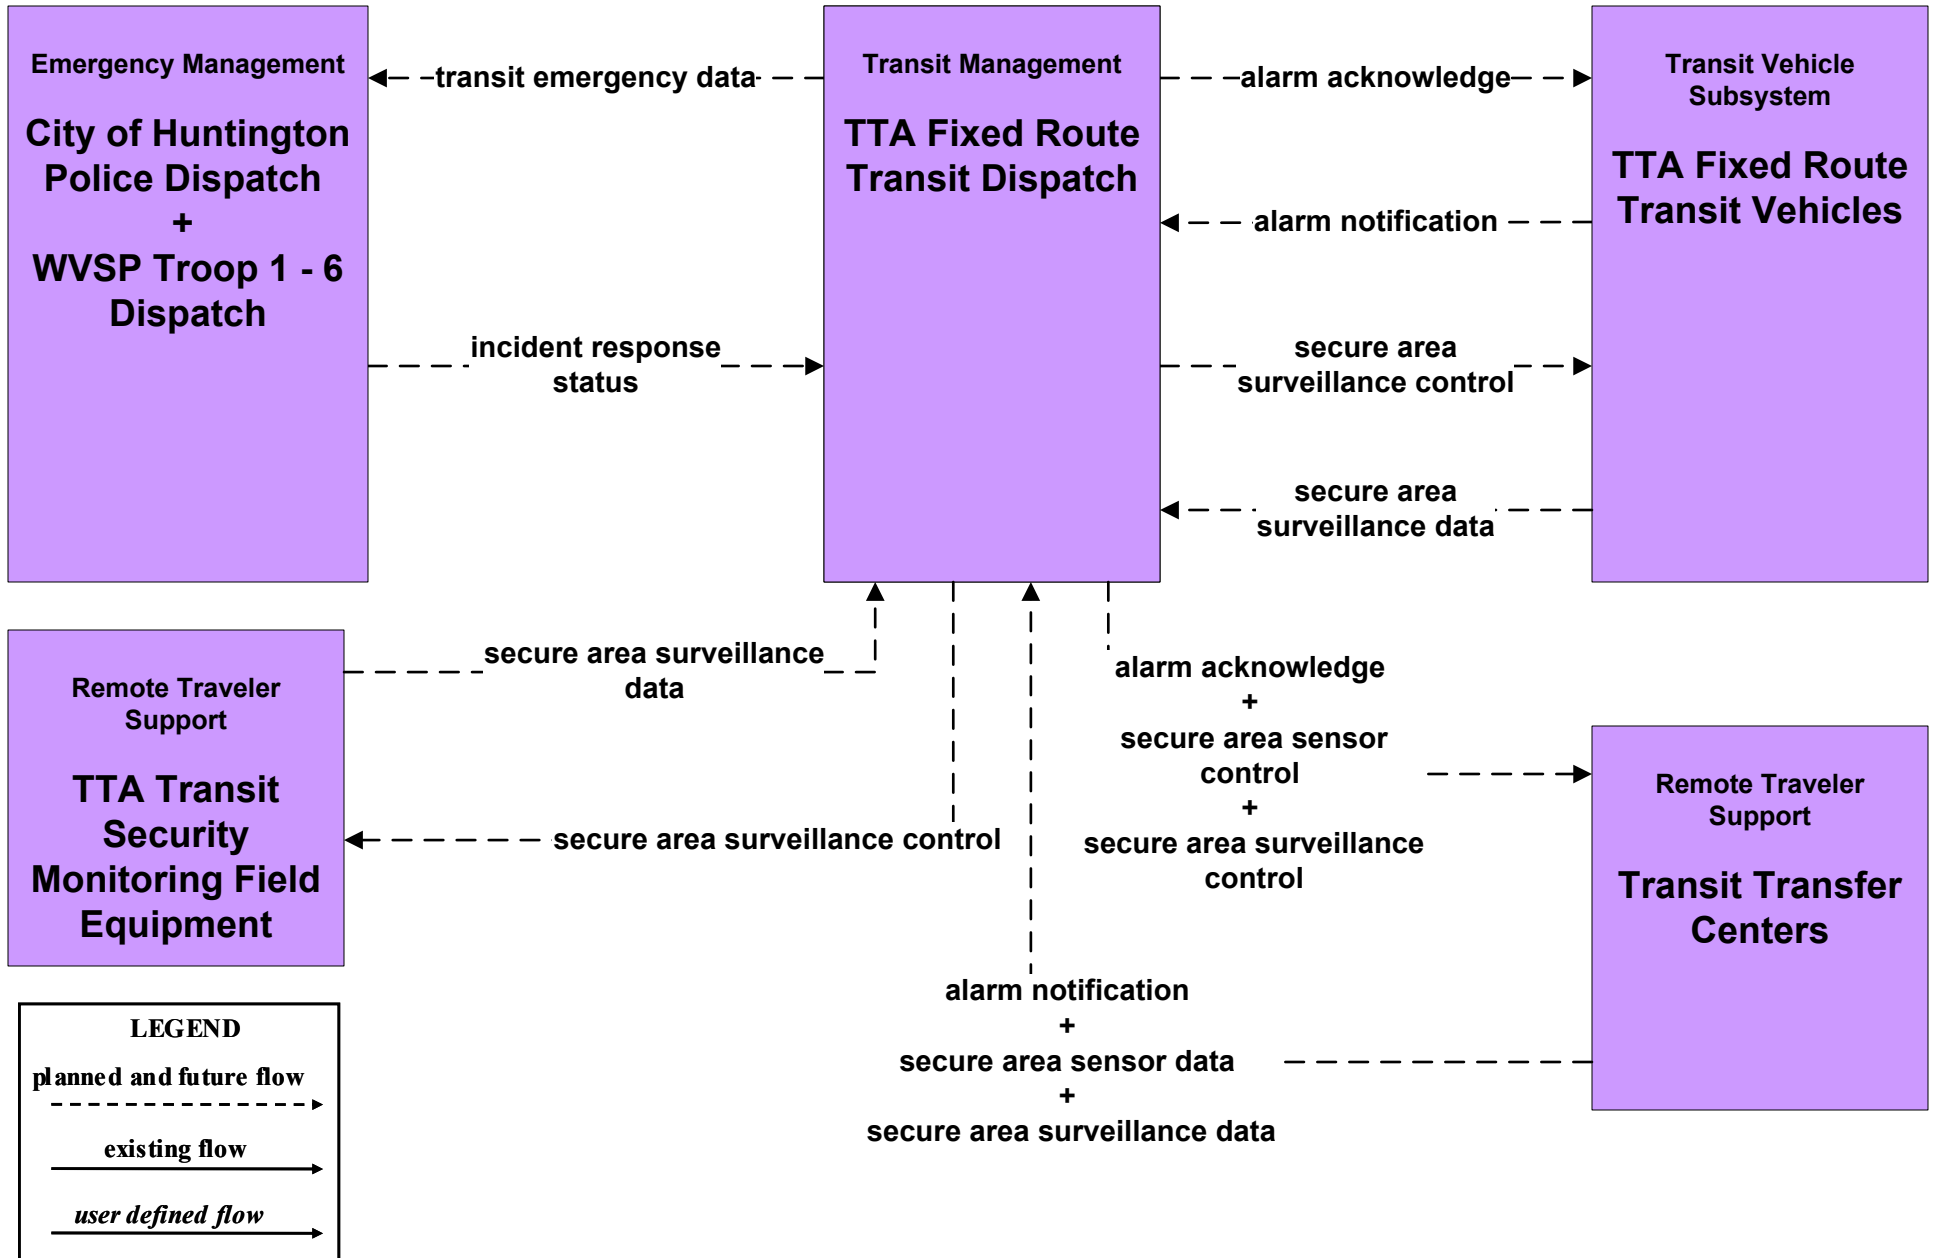 Emergency Management
City of Huntington
Police Dispatch
+
WVSP Troop 1 - 6
Dispatch
transit emergency data
incident response
status
Transit Management
TTA Fixed Route
Transit Dispatch
alarm acknowledge
alarm notification
secure area
surveillance control
secure area
surveillance data
Transit Vehicle
Subsystem
TTA Fixed Route
Transit Vehicles
Remote Traveler
Support
TTA Transit
Security
Monitoring Field
Equipment
secure area surveillance
data
secure area surveillance control
alarm acknowledge
+
secure area sensor
control
+
secure area surveillance
control
Remote Traveler
Support
Transit Transfer
Centers
alarm notification
+
secure area sensor data
+
secure area surveillance data
LEGEND
planned and future flow
existing flow
user defined flow